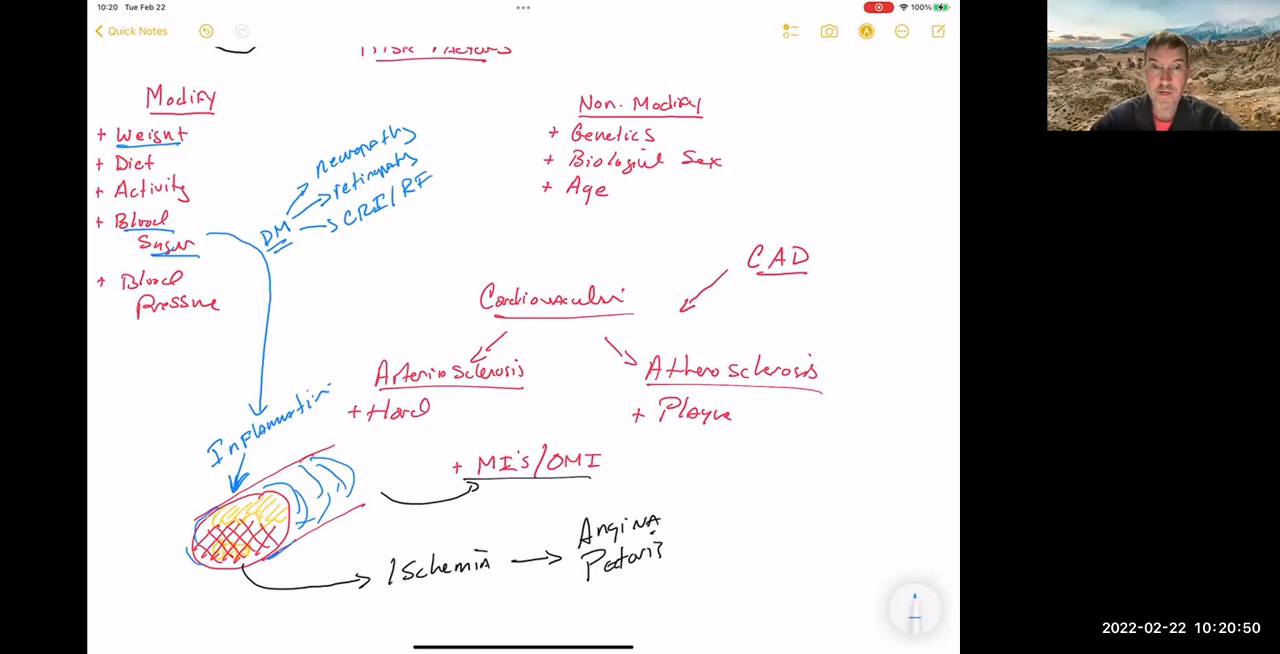 10:20 Tue Feb 22
100%
Quick Notes
Risk Factors
Modify
+ Weight
+ Diet
+ Activity
+ Blood
Sugar
+ Blood
Pressure
DM
neuropathy
retinopathy
CRI/RF
Non-Modify
+ Genetics
+ Biological Sex
+ Age
CAD
Cardiovascular
Arteriosclerosis
+ Hard
Atherosclerosis
+ Plaque
Inflammation
+ MI's/OMI
Ischemia
Angina
Pectoris
2022-02-22 10:20:50